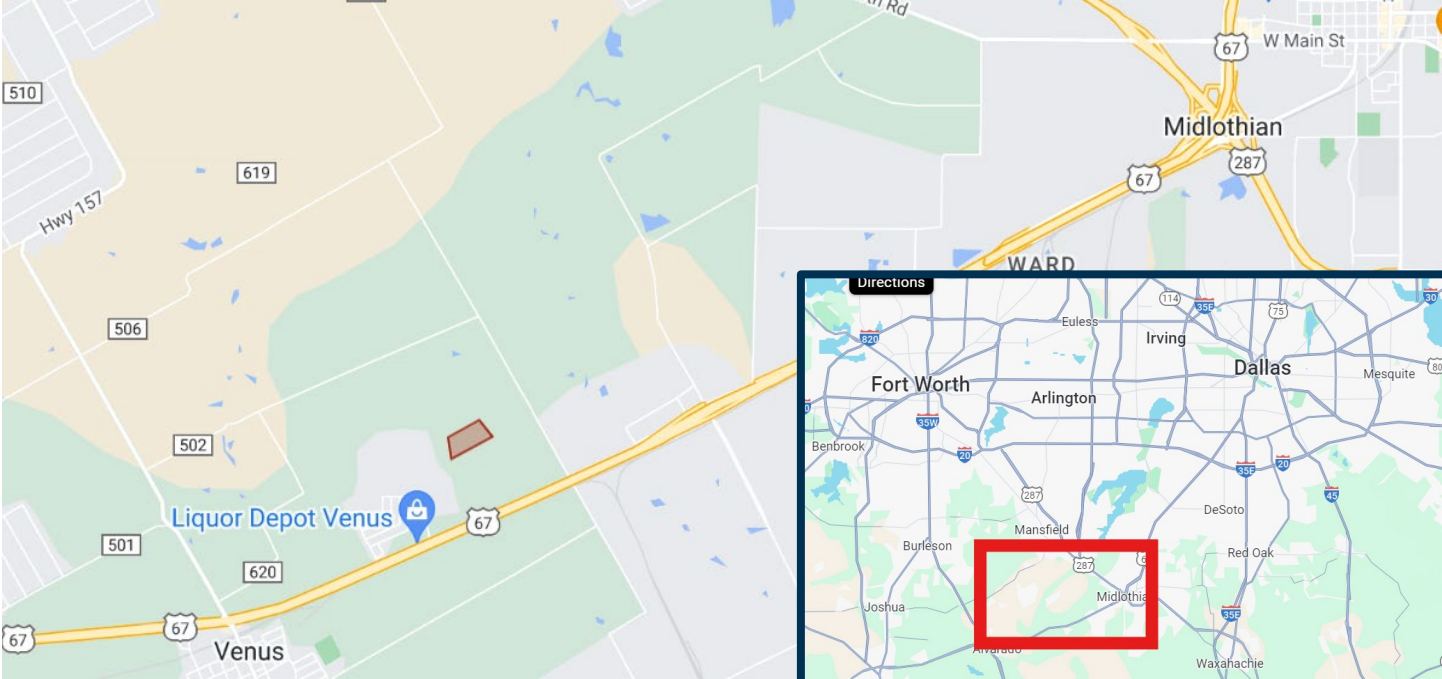 67
W Main St
510
Midlothian
619
287
67
Hwy 157
WARD
506
502
Liquor Depot Venus
67
501
620
67
67
Venus
Directions
114
35E
75
30
820
Euless
Irving
Dallas
80
Mesquite
Fort Worth
Arlington
35W
Benbrook
20
35E
20
287
45
DeSoto
Mansfield
Burleson
Red Oak
287
Midlothia
Joshua
35E
Alvarado
Waxahachie